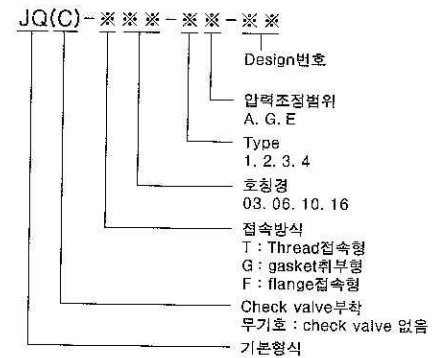 JQ(C)-※※※-※※-※※
Design번호
압력조정범위
A. G. E
Type
1. 2. 3. 4
호칭경
03. 06. 10. 16
접속방식
T : Thread접속형
G : gasket취부형
F : flange접속형
Check valve부착
무기호 : check valve 없음
기본형식